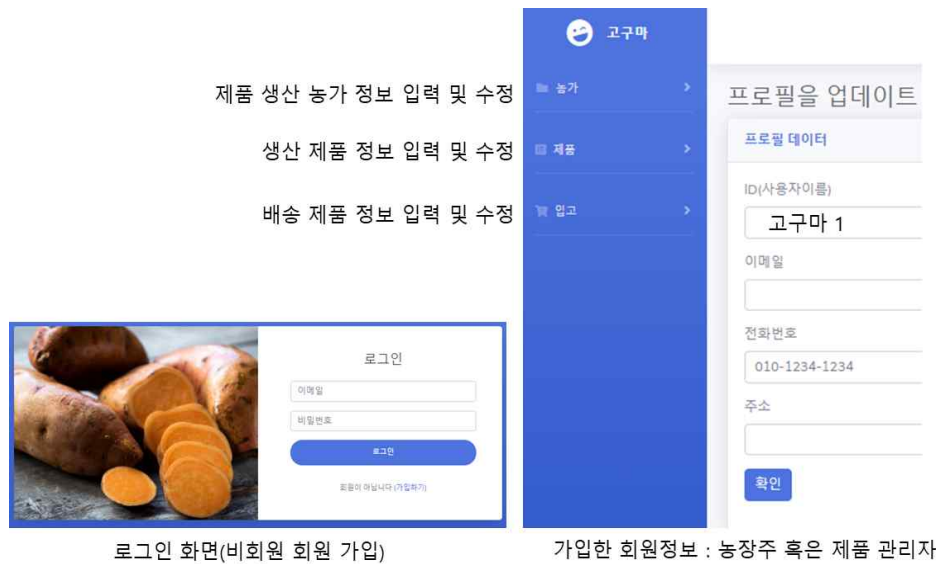 고구마
제품 생산 농가 정보 입력 및 수정
농가
생산 제품 정보 입력 및 수정
제품
배송 제품 정보 입력 및 수정
입고
프로필을 업데이트
프로필 데이터
ID(사용자이름)
고구마 1
이메일
전화번호
010-1234-1234
주소
확인
로그인
이메일
비밀번호
로그인
회원이 아닙니다 (가입하기)
로그인 화면(비회원 회원 가입)
가입한 회원정보 : 농장주 혹은 제품 관리자